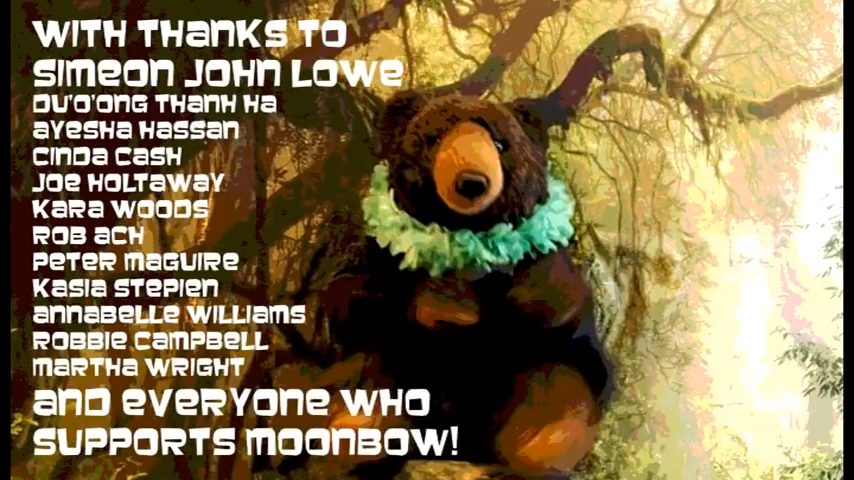 WITH THANKS TO
SIMEON JOHN LOWE
DU'O'ONG THANH HA
AYESHA HASSAN
CINDA CASH
JOE HOLTAWAY
KARA WOODS
ROB ACH
PETER MAGUIRE
KASIA STEPIEN
ANNABELLE WILLIAMS
ROBBIE CAMPBELL
MARTHA WRIGHT
AND EVERYONE WHO
SUPPORTS MOONBOW!